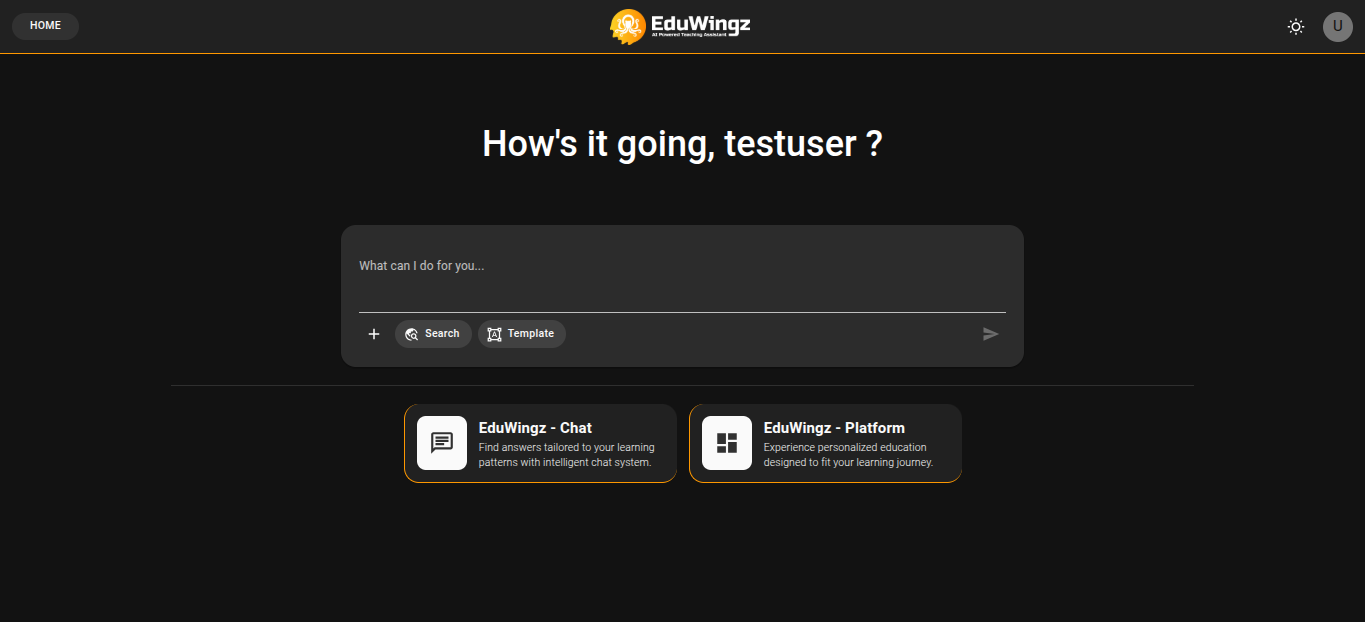 HOME
EduWingz
AI Powered Teaching Assistant
U
How's it going, testuser ?
What can I do for you...
Search
A
Template
EduWingz - Chat
Find answers tailored to your learning
patterns with intelligent chat system.
EduWingz - Platform
Experience personalized education
designed to fit your learning journey.